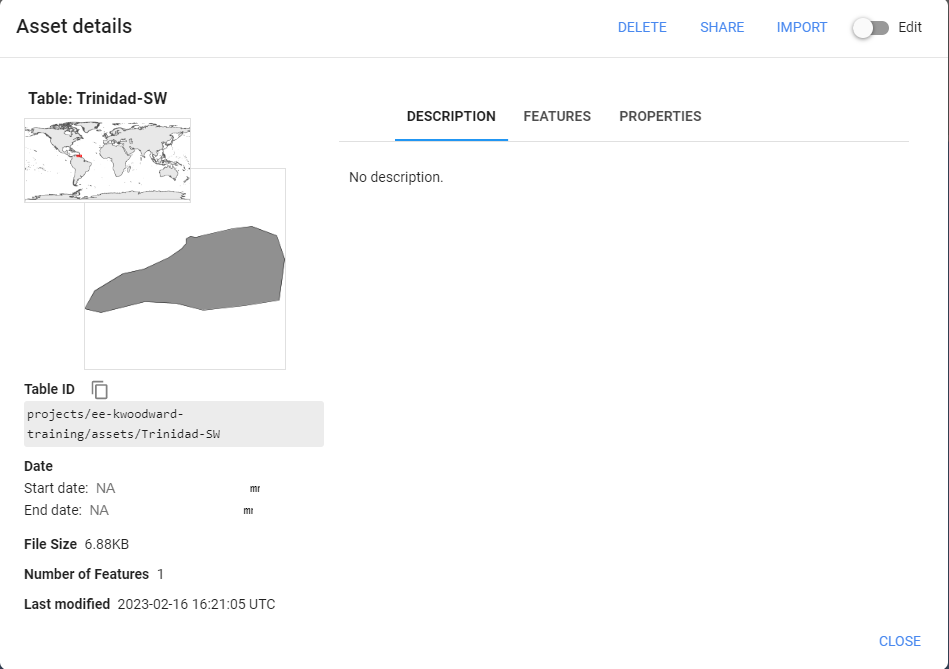 Asset details
DELETE SHARE IMPORT Edit
Table: Trinidad-SW
DESCRIPTION FEATURES PROPERTIES
No description.
Table ID
projects/ee-kwoodward-
training/assets/Trinidad-SW
Date
Start date: NA
End date: NA
File Size 6.88KB
Number of Features 1
Last modified 2023-02-16 16:21:05 UTC
CLOSE